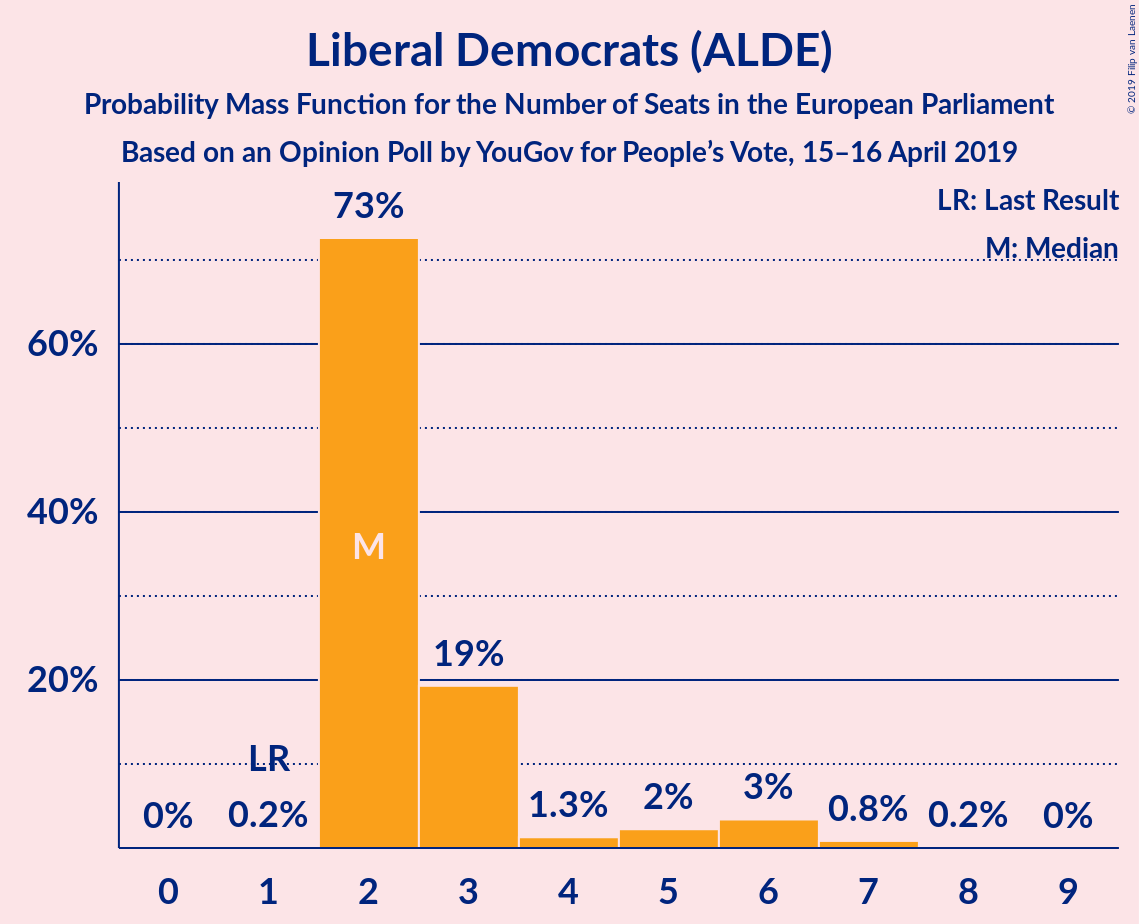 Liberal Democrats (ALDE)
Probability Mass Function for the Number of Seats in the European Parliament
Based on an Opinion Poll by YouGov for People’s Vote, 15–16 April 2019
© 2019 Filip van Laenen
LR: Last Result
M: Median
73%
60%
40%
M
19%
20%
LR
0%
0.2%
1.3%
2%
3%
0.8%
0.2%
0%
0 1 2 3 4 5 6 7 8 9